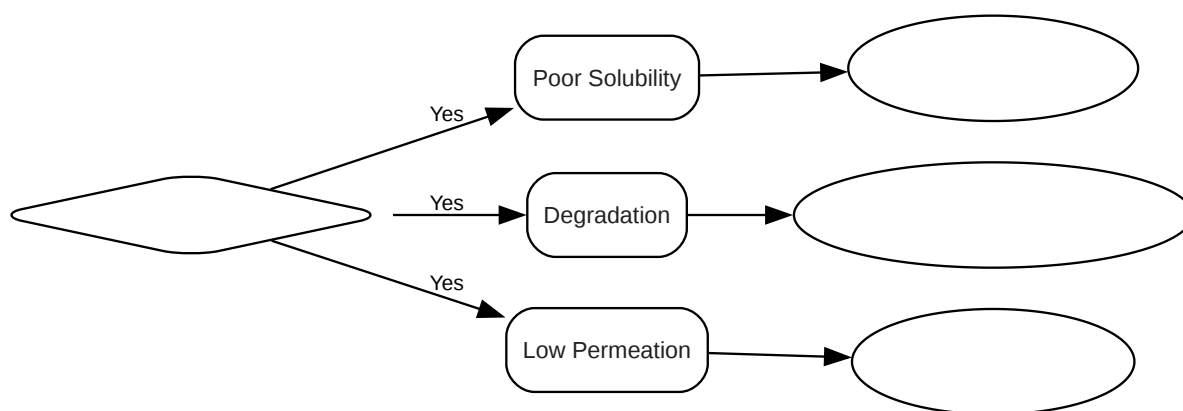 Poor Solubility
Yes
Yes
Degradation
Yes
Low Permeation